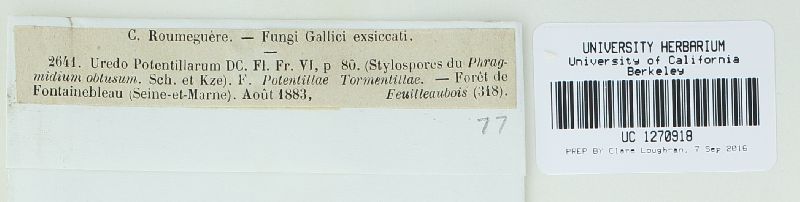 C. Roumeguère. — Fungi Gallici exsiccati.
2641. Uredo Potentillarum DC. Fl. Fr. VI, p 80. (Stylospores du Phrag-
midium obtusum. Sch. et Kze). F. Potentillae Tormentillae. — Forêt de
Fontainebleau (Seine-et-Marne). Août 1883, Feuilleaubois (318).
77
UNIVERSITY HERBARIUM
University of California
Berkeley
UC 1270918
PREP BY Clare Loughran, 7 Sep 2016